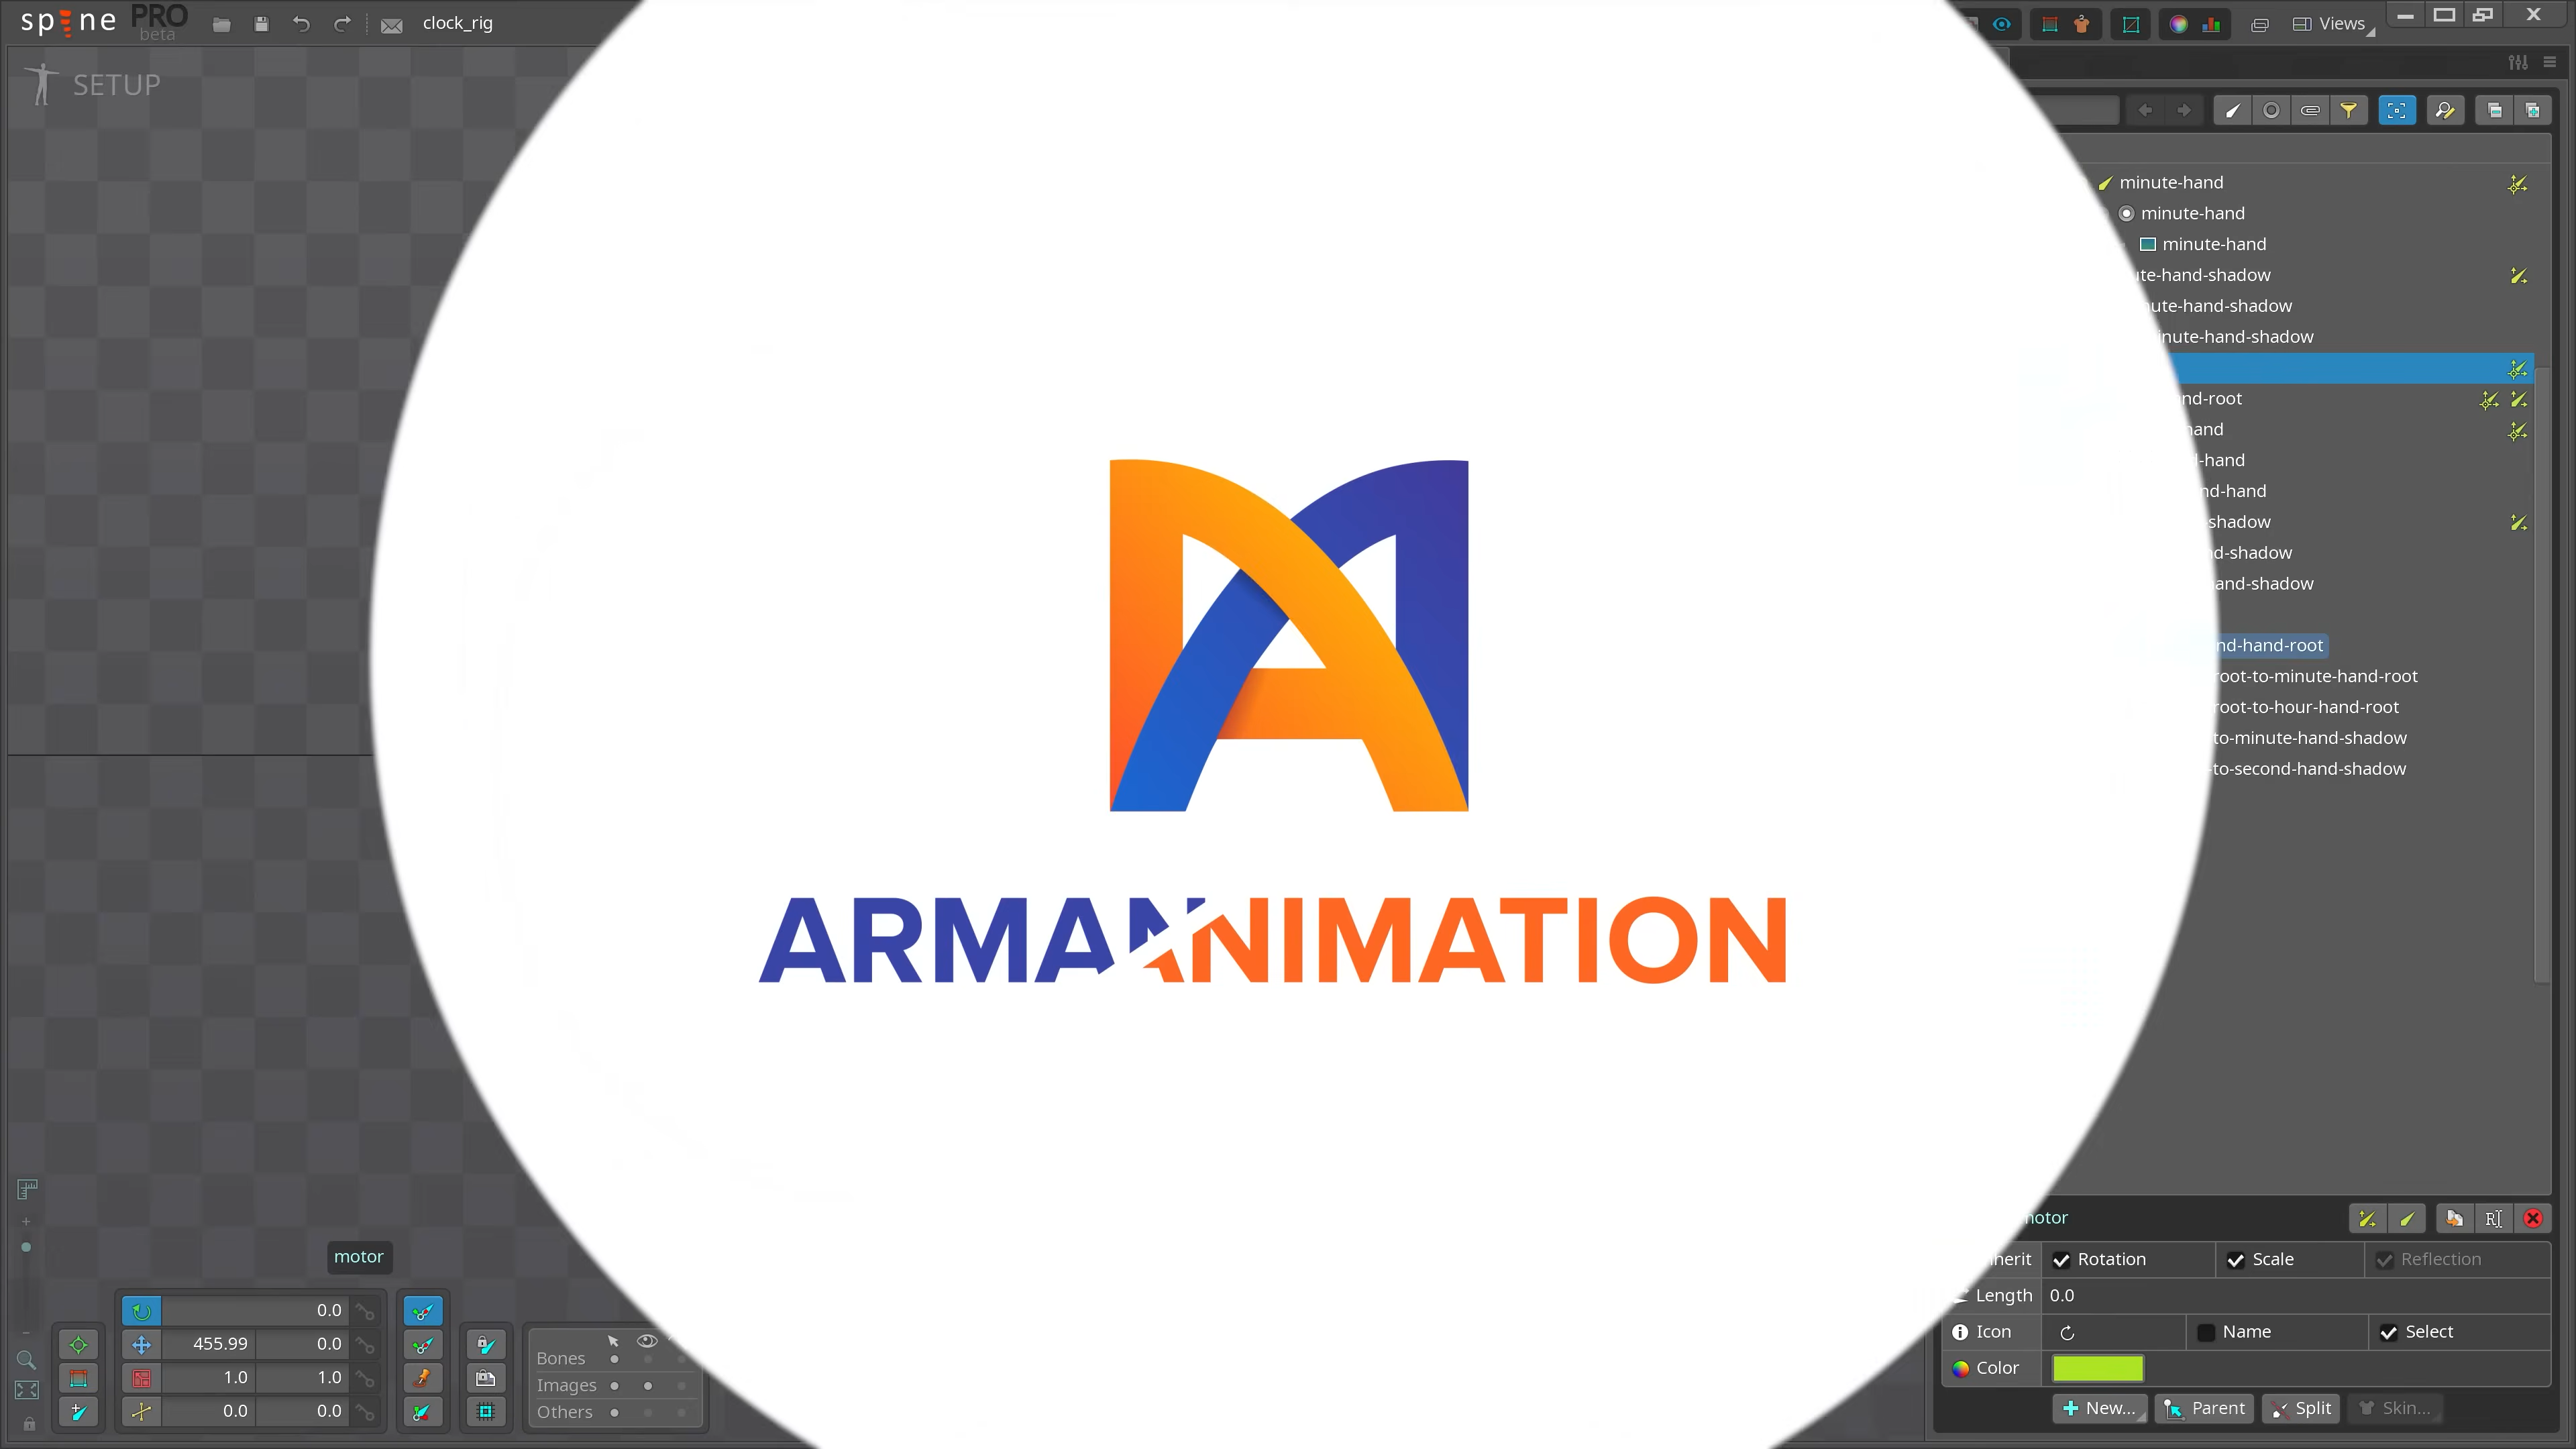 spine PRO beta
clock_rig
Views
SETUP
minute-hand
minute-hand
minute-hand
ute-hand-shadow
ute-hand-shadow
inute-hand-shadow
nd-root
hand
-hand
nd-hand
shadow
d-shadow
and-shadow
nd-hand-root
root-to-minute-hand-root
root-to-hour-hand-root
to-minute-hand-shadow
-to-second-hand-shadow
ARMANNIMATION
motor
0.0
455.99 0.0
1.0 1.0
0.0 0.0
Bones
Images
Others
motor
herit Rotation Scale Reflection
Length 0.0
Icon Name Select
Color
New... Parent Split Skin...